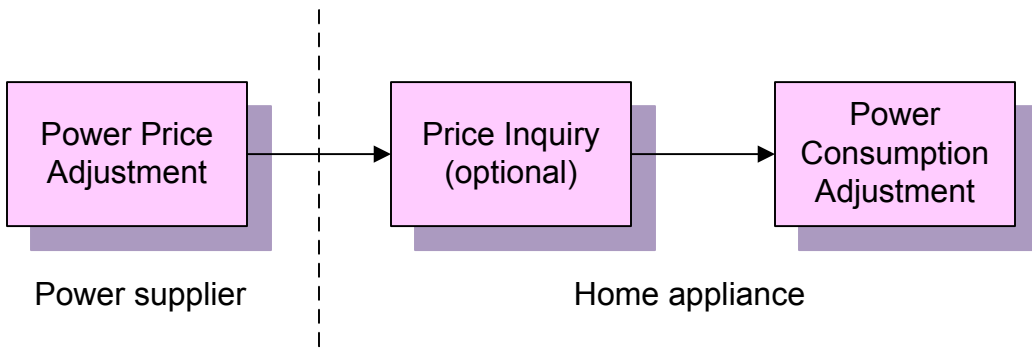 Power Price
Adjustment
Price Inquiry
(optional)
Power
Consumption
Adjustment
Power supplier
Home appliance